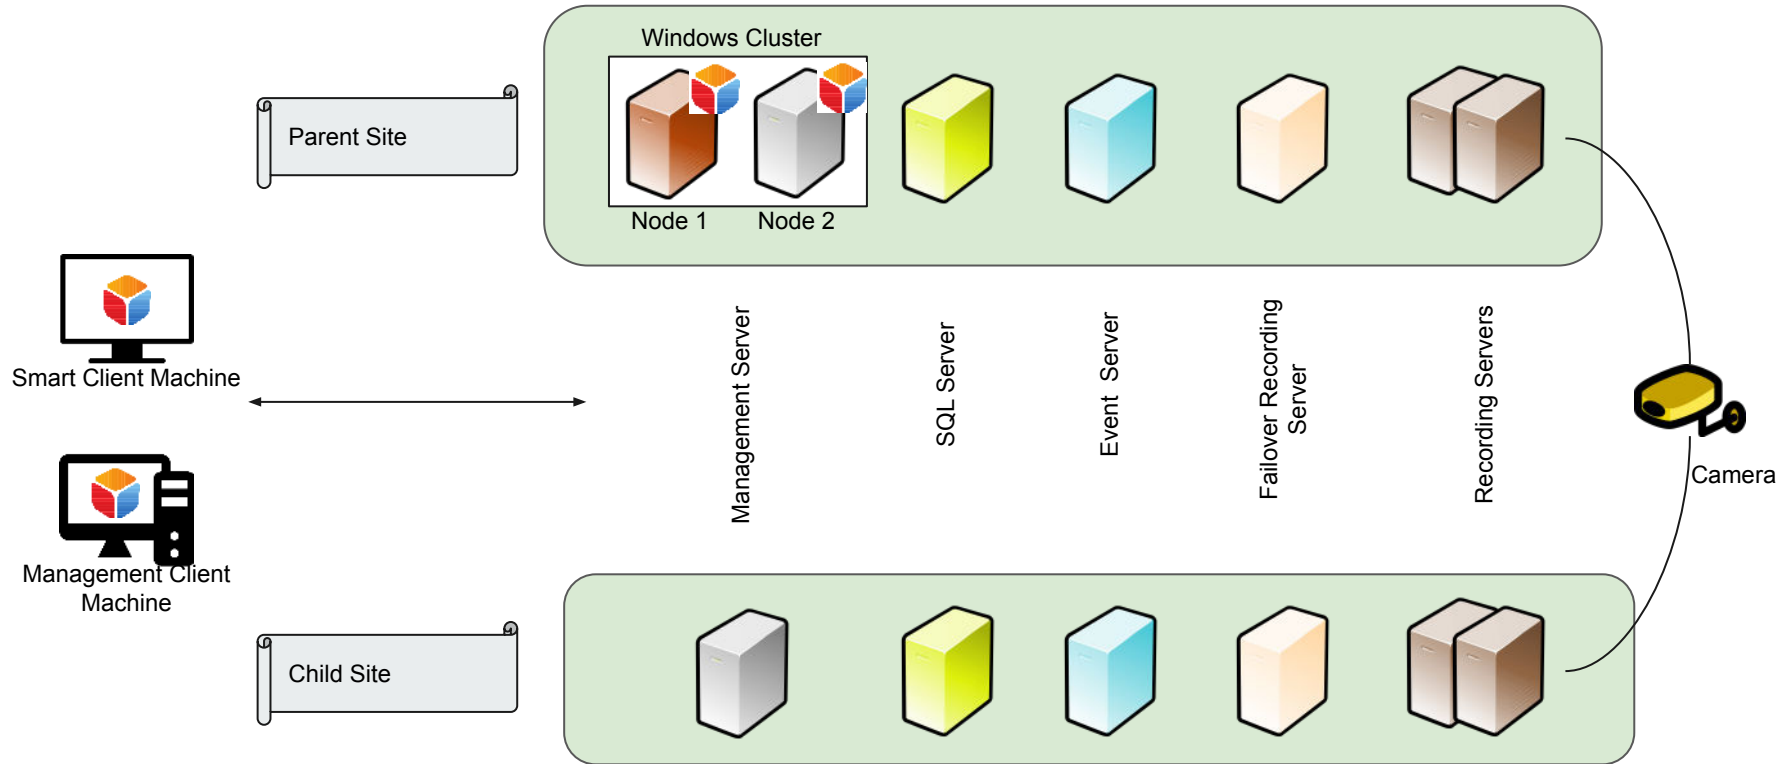 Windows Cluster
Parent Site
Node 1
Node 2
Smart Client Machine
Management Server
SQL Server
Event  Server
Failover Recording
Server
Recording Servers
Camera
Management Client
Machine
Child Site